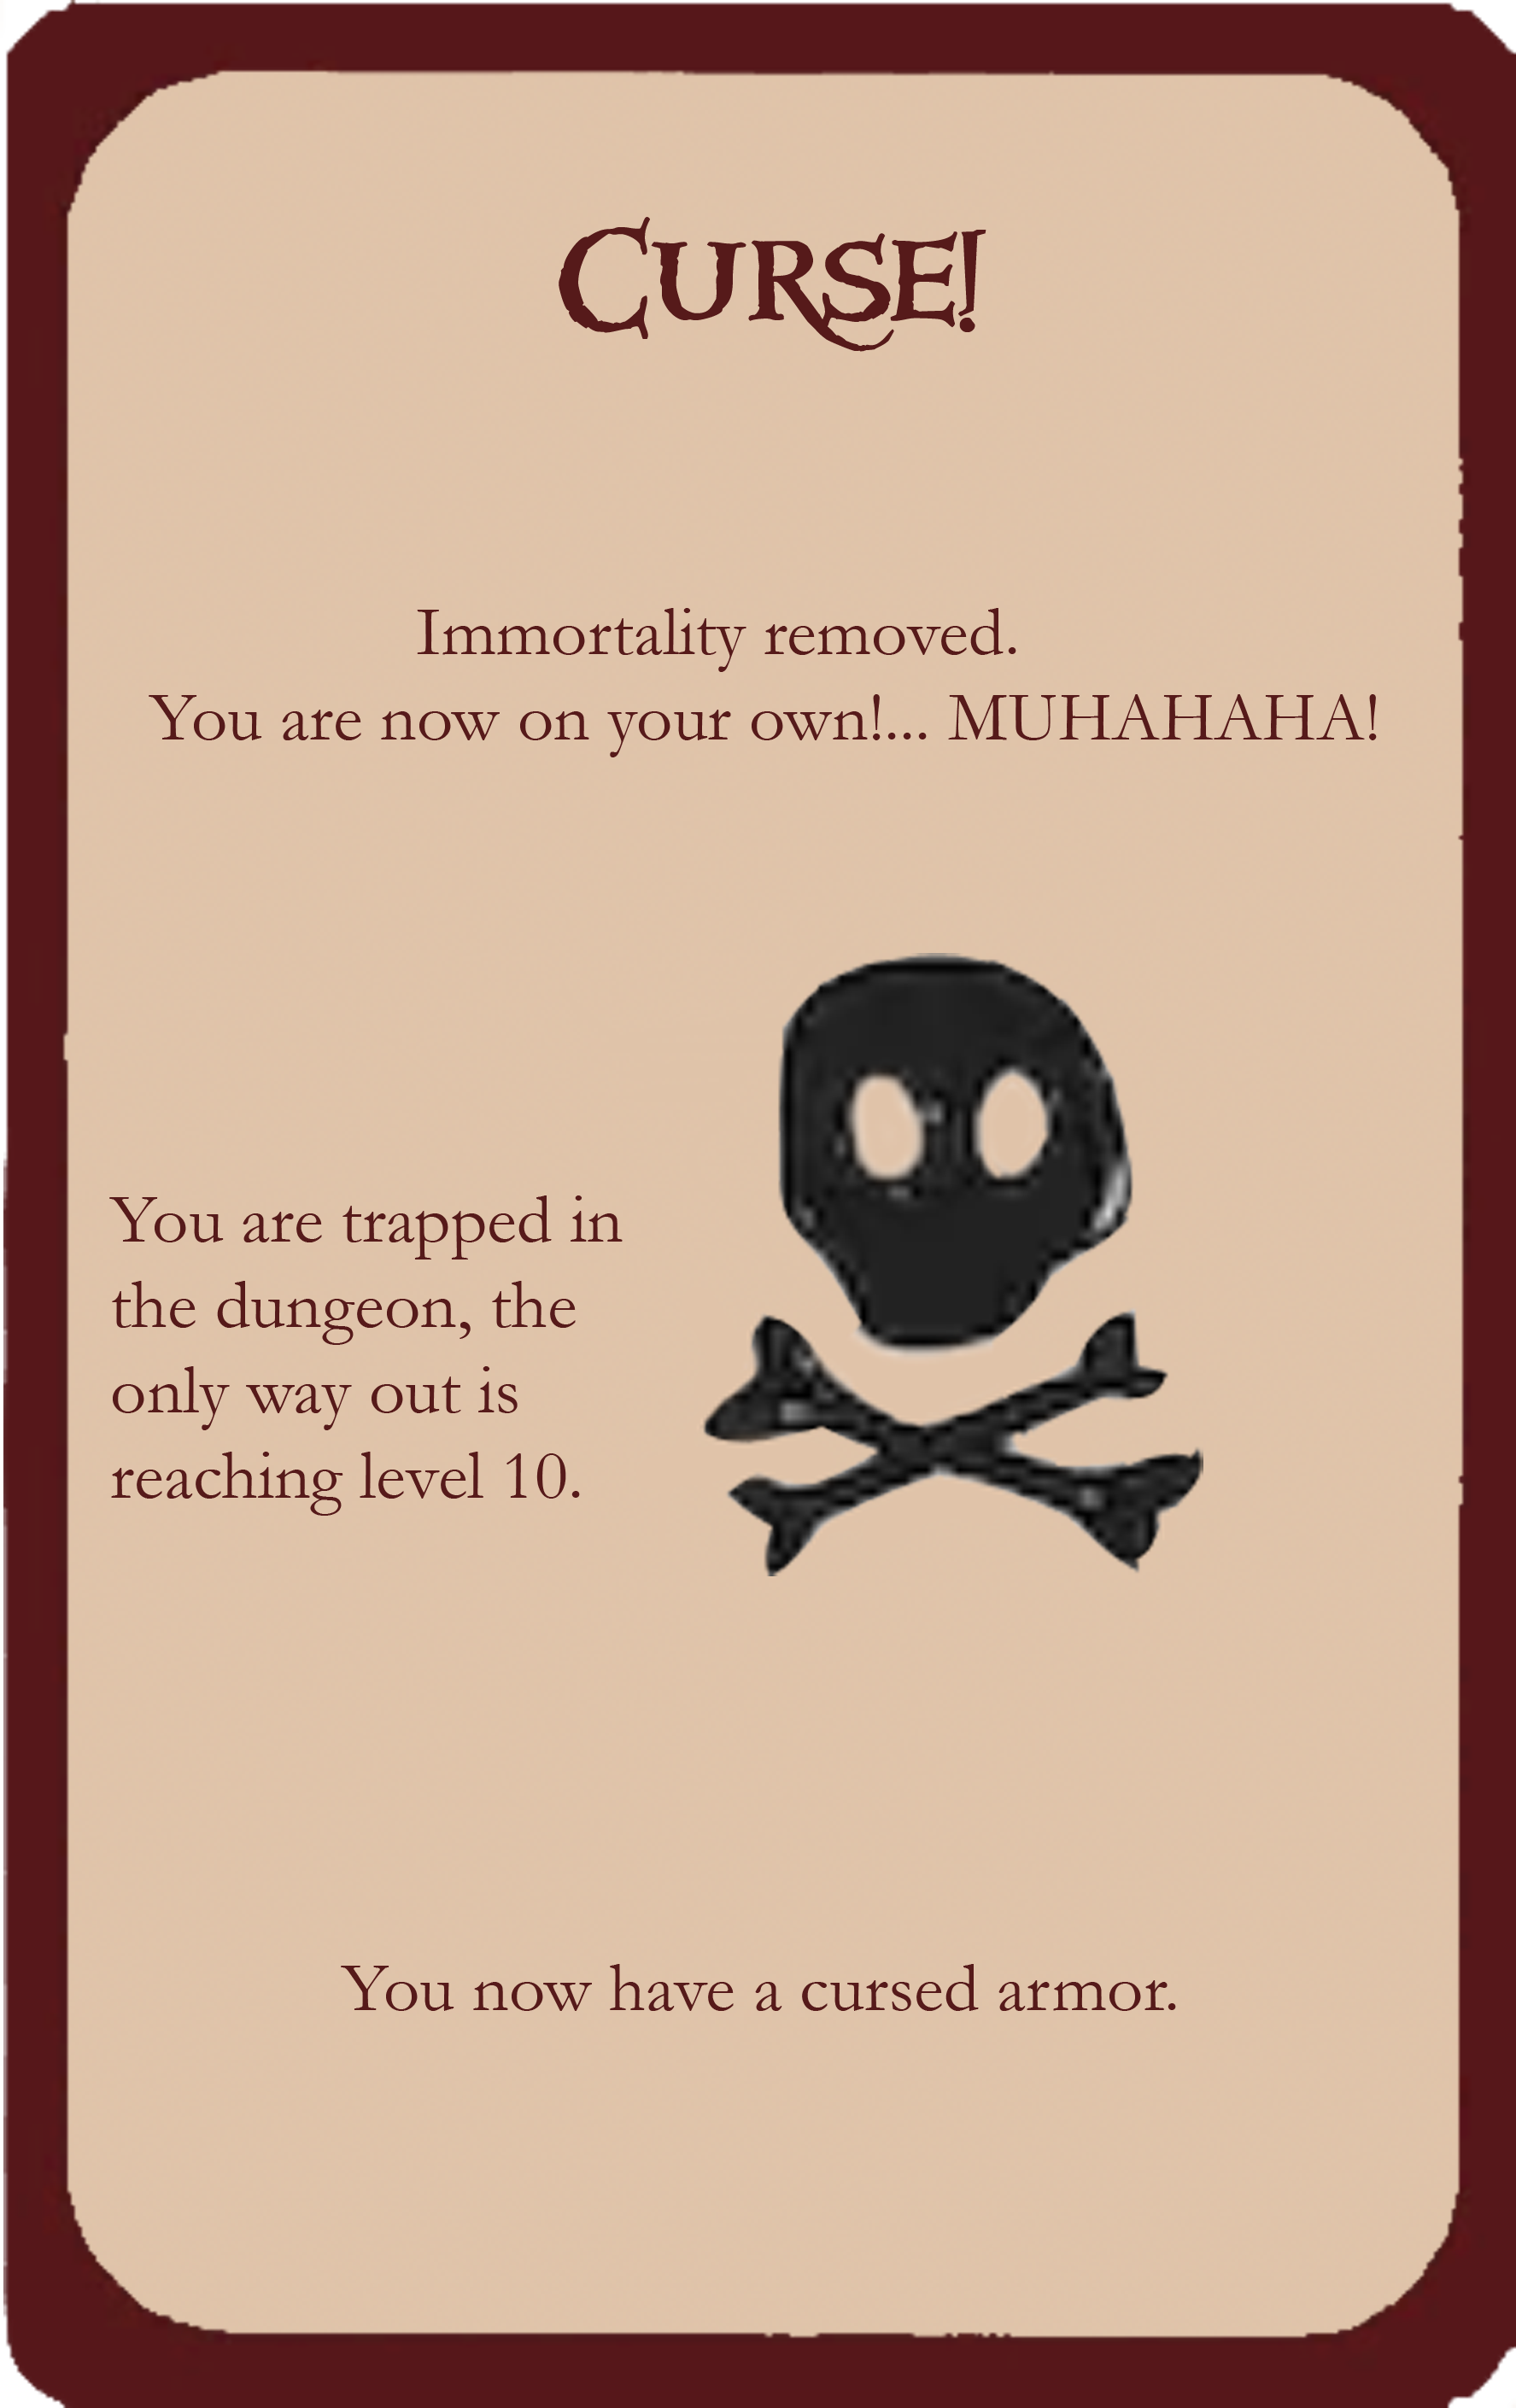 CURSE!
Immortality removed.
You are now on your own!... MUHAHAHA!
You are trapped in
the dungeon, the
only way out is
reaching level 10.
You now have a cursed armor.